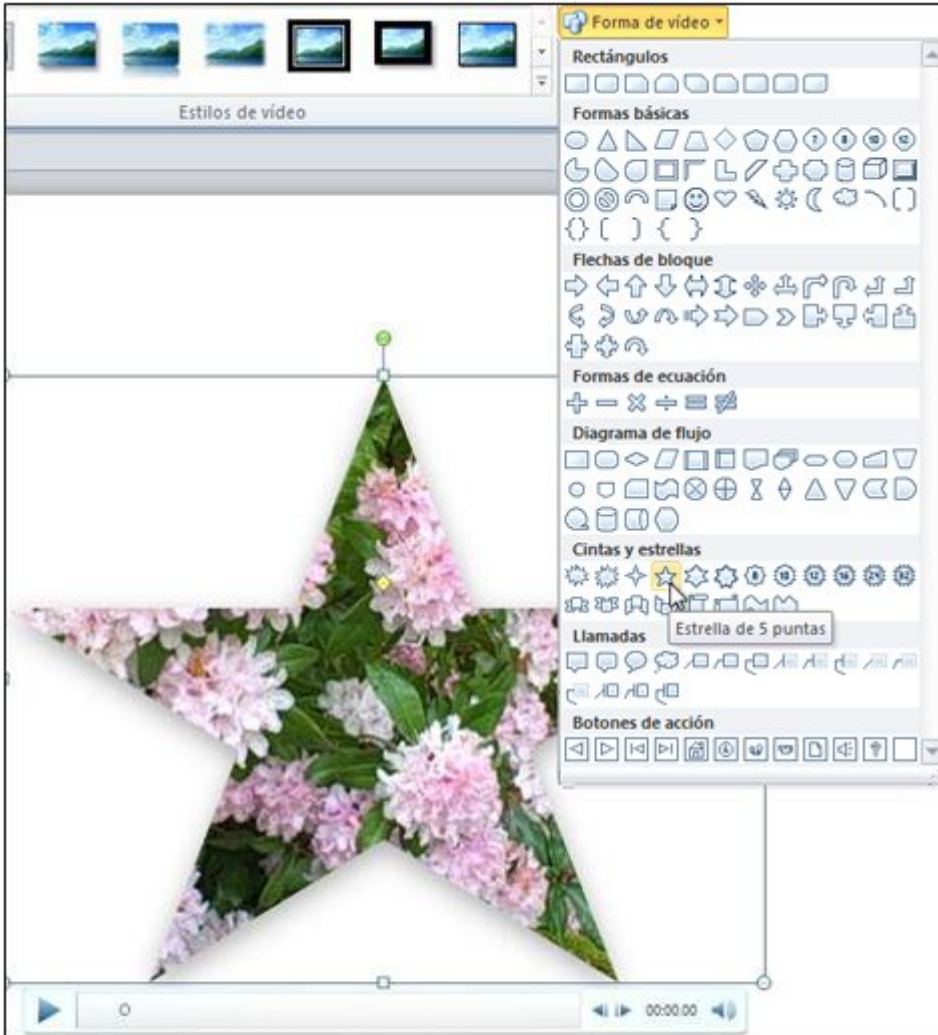 Forma de vídeo
Estilos de vídeo
Rectángulos
Formas básicas
Flechas de bloque
Formas de ecuación
Diagrama de flujo
Cintas y estrellas
Estrella de 5 puntas
Llamadas
Botones de acción
00:00.00